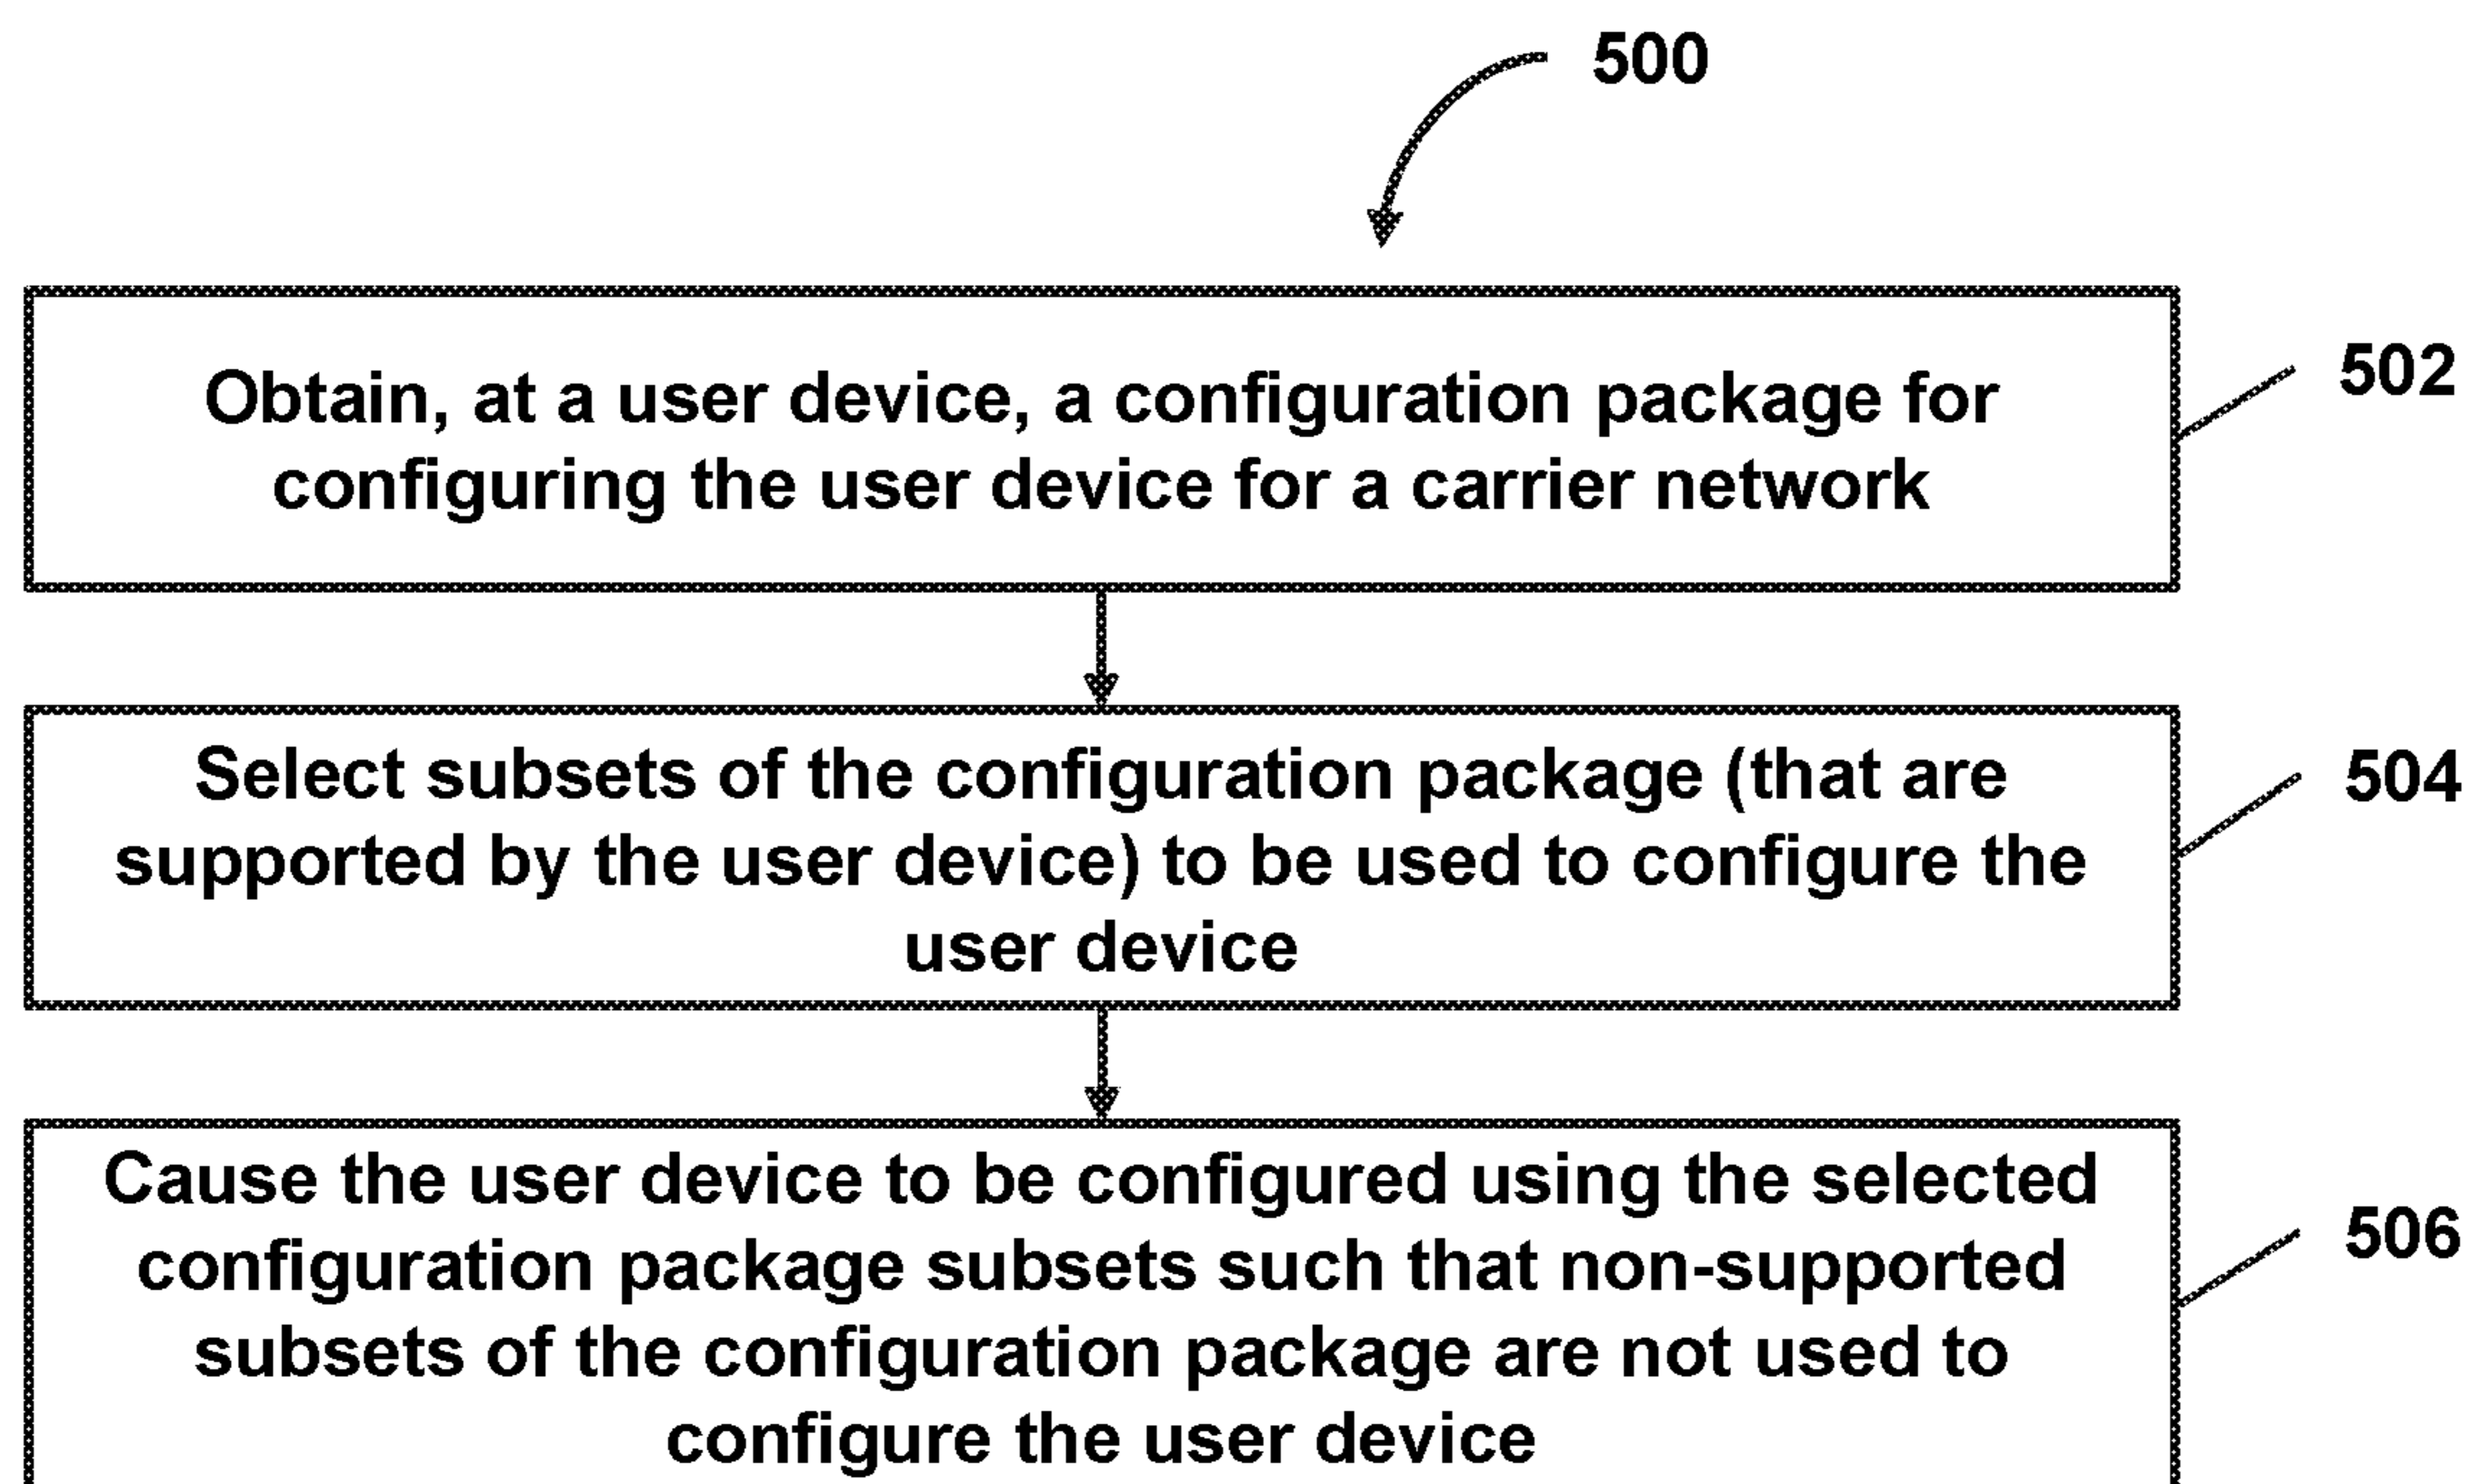 500
Obtain, at a user device, a configuration package for
configuring the user device for a carrier network
502
Select subsets of the configuration package (that are
supported by the user device) to be used to configure the
user device
504
Cause the user device to be configured using the selected
configuration package subsets such that non-supported
subsets of the configuration package are not used to
configure the user device
506